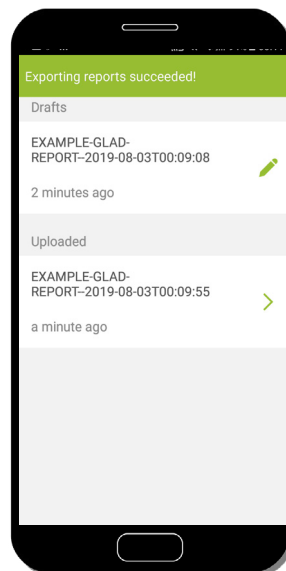 Exporting reports succeeded!
Drafts
EXAMPLE-GLAD-
REPORT--2019-08-03T00:09:08
2 minutes ago
Uploaded
EXAMPLE-GLAD-
REPORT--2019-08-03T00:09:55
a minute ago